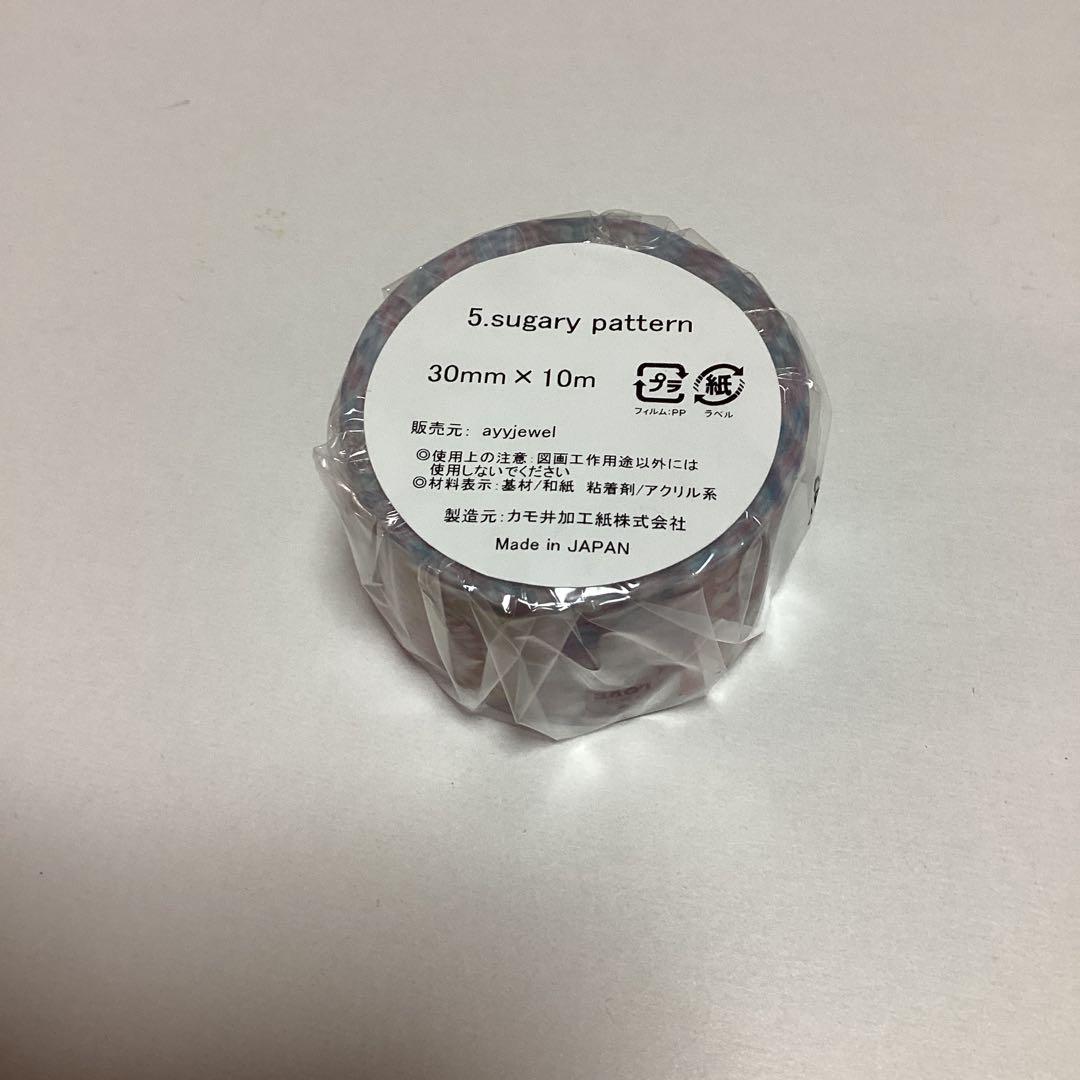 5.sugary pattern
30mm×10m
プラ 紙
フィルム:PP ラベル
販売元: ayyjewel
◎使用上の注意:図画工作用途以外には
使用しないでください
◎材料表示:基材/和紙 粘着剤/アクリル系
製造元:カモ井加工紙株式会社
Made in JAPAN